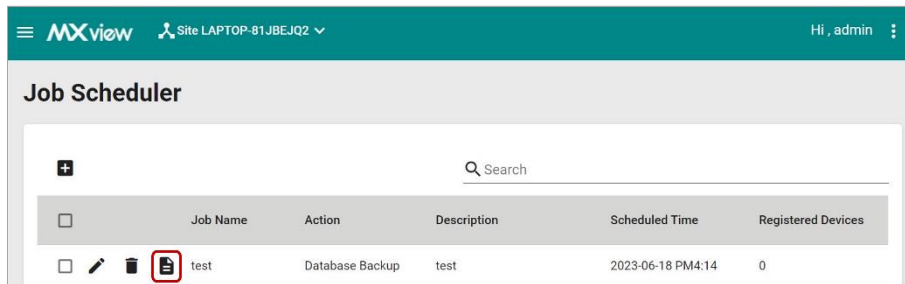 MXview Site LAPTOP-81JBEJQ2 Hi , admin
Job Scheduler
Search
Job Name Action Description Scheduled Time Registered Devices
test Database Backup test 2023-06-18 PM4:14 0